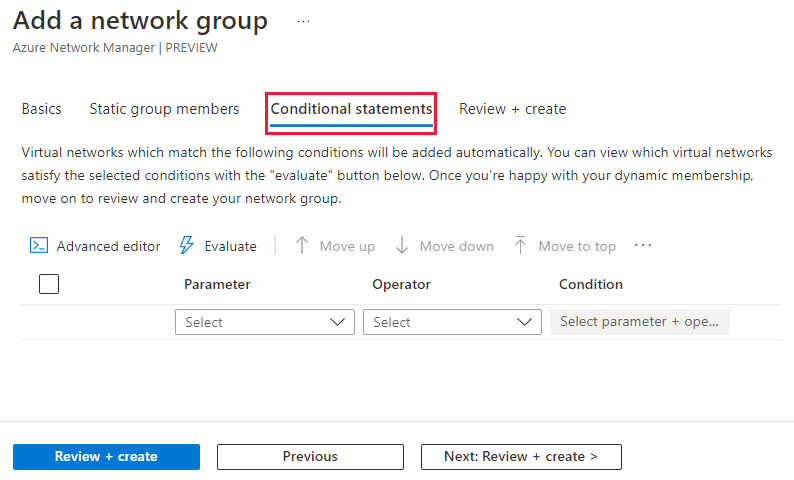 Add a network group ...
Azure Network Manager | PREVIEW
Basics Static group members Conditional statements Review + create
Virtual networks which match the following conditions will be added automatically. You can view which virtual networks
satisfy the selected conditions with the "evaluate" button below. Once you're happy with your dynamic membership,
move on to review and create your network group.
Advanced editor Evaluate Move up Move down Move to top ...
Parameter Operator Condition
Select Select Select parameter + ope...
Review + create Previous Next: Review + create >